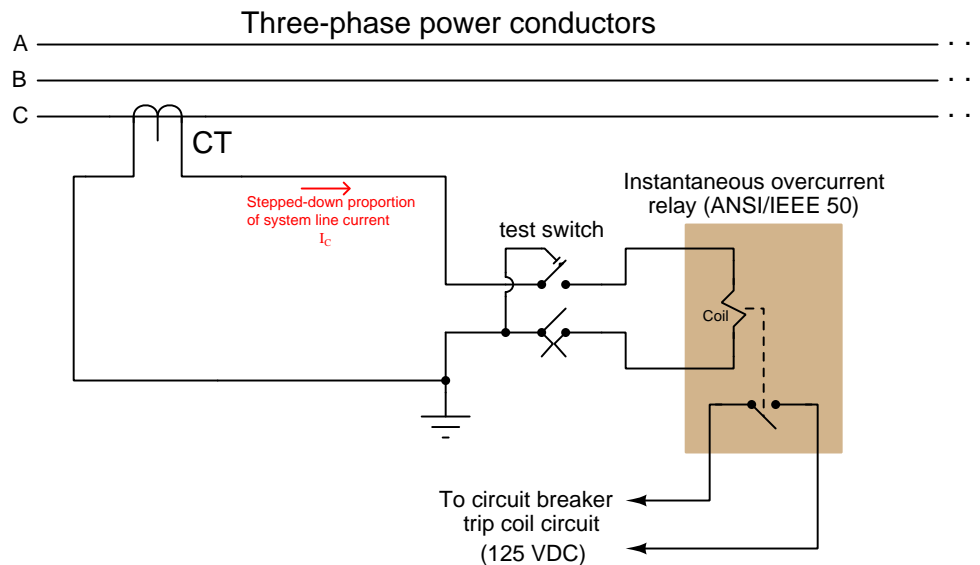 Three-phase power conductors
A
B
C
CT
Stepped-down proportion
of system line current
IC
Instantaneous overcurrent
relay (ANSI/IEEE 50)
test switch
Coil
To circuit breaker
trip coil circuit
(125 VDC)